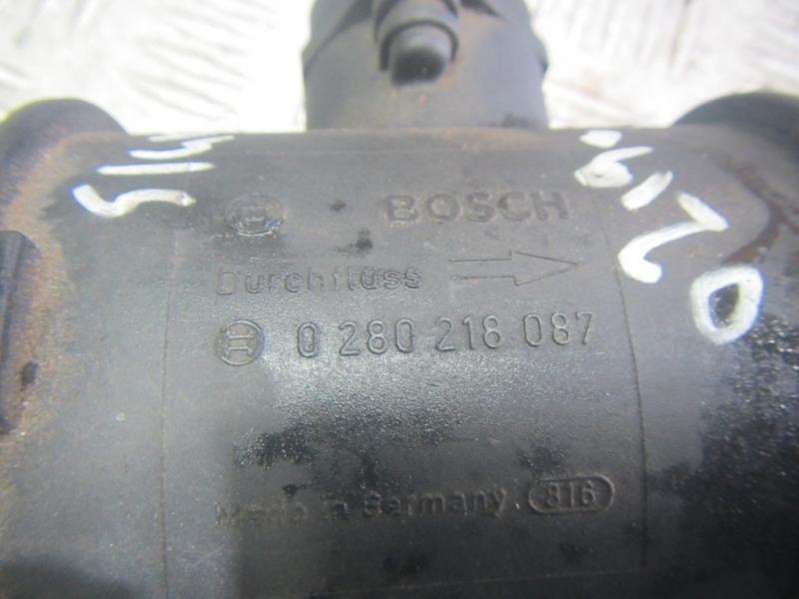 BOSCH
Durchfluss
0 280 218 087
Made in Germany 816